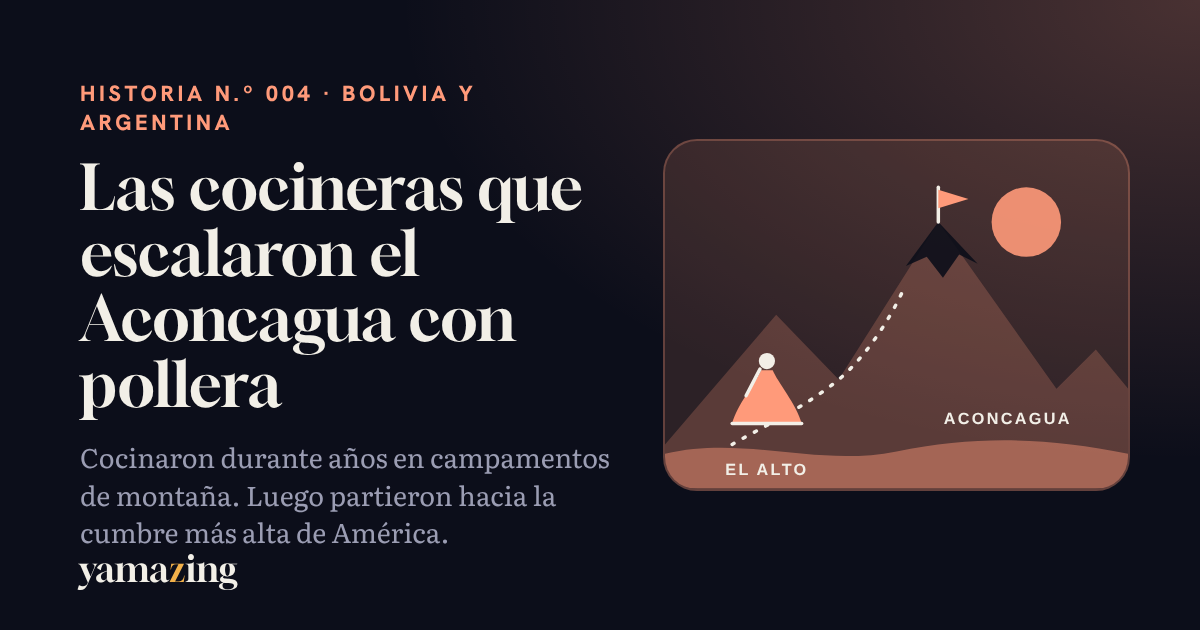 HISTORIA N.º 004 · BOLIVIA Y
ARGENTINA
Las cocineras que
escalaron el
Aconcagua con
pollera
Cocinaron durante años en campamentos
de montaña. Luego partieron hacia la
cumbre más alta de América.
yamazing
ACONCAGUA
EL ALTO